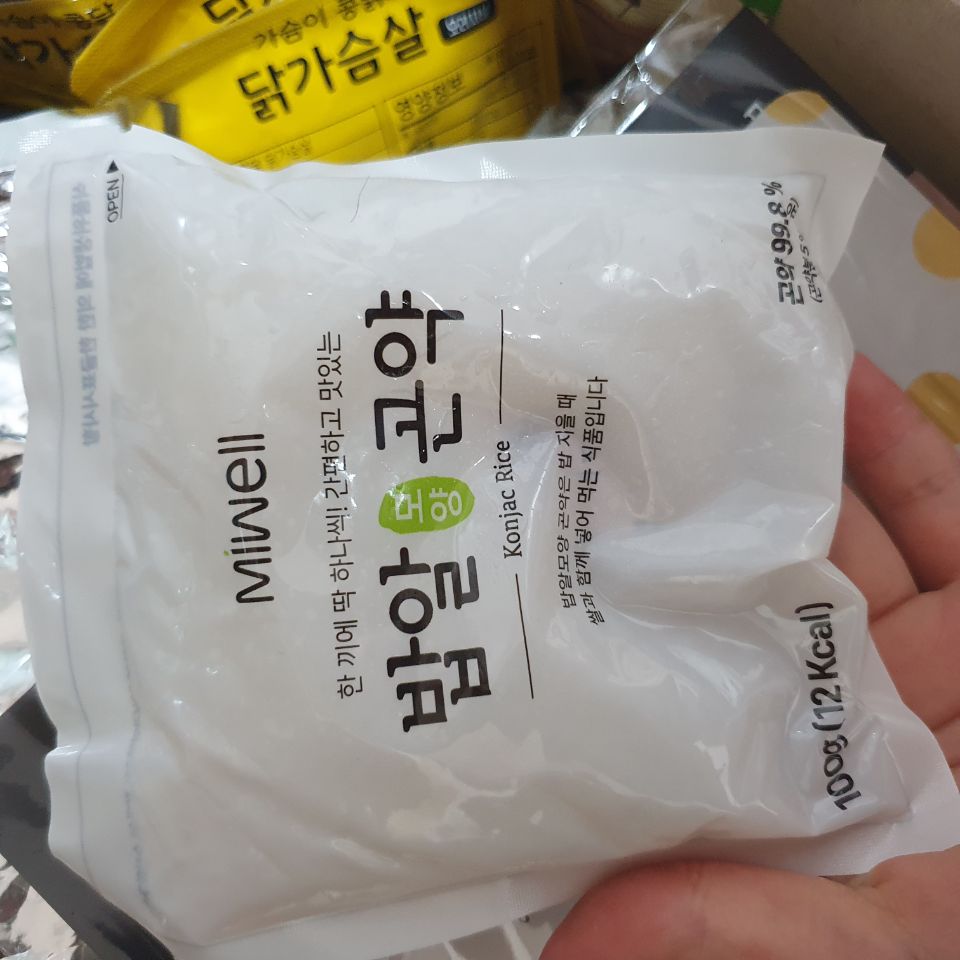 가슴이 콩닭
닭가슴살
영양정보
OPEN ▶
Miwell
한 끼에 딱 하나씩! 간편하고 맛있는
밥알 모양 곤약
Konjac Rice
밥알모양 곤약은 밥 지을 때
쌀과 함께 넣어 먹는 식품입니다
곤약 99.8 %
100g (12 Kcal)